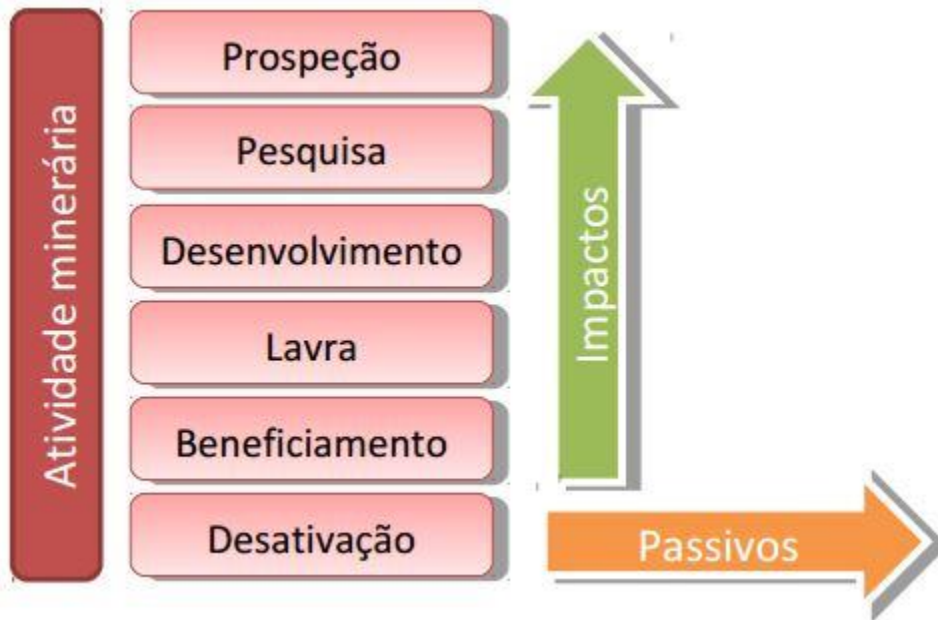 Atividade minerária
Prospeção
Pesquisa
Desenvolvimento
Lavra
Beneficiamento
Desativação
Impactos
Passivos